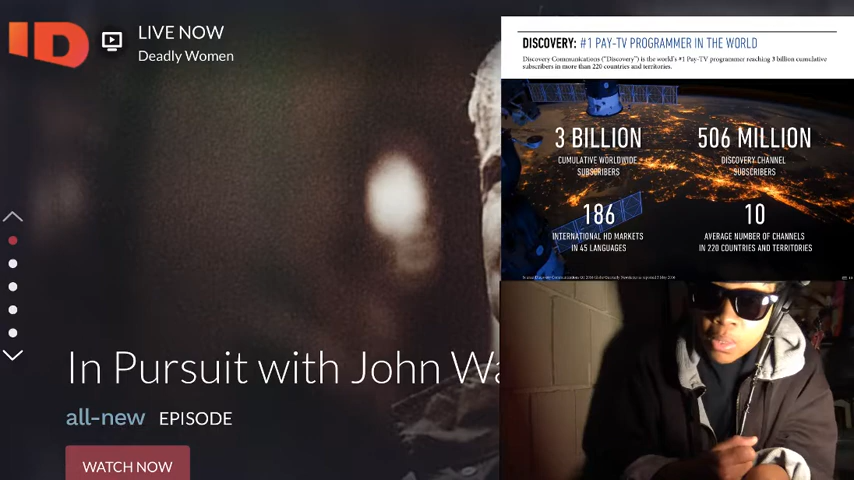 ID
LIVE NOW
Deadly Women
In Pursuit with John Wa
all-new EPISODE
WATCH NOW
DISCOVERY: #1 PAY-TV PROGRAMMER IN THE WORLD
Discovery Communications ("Discovery") is the world's #1 Pay-TV programmer reaching 3 billion cumulative
subscribers in more than 220 countries and territories.
3 BILLION
CUMULATIVE WORLDWIDE
SUBSCRIBERS
506 MILLION
DISCOVERY CHANNEL
SUBSCRIBERS
186
INTERNATIONAL HD MARKETS
IN 45 LANGUAGES
10
AVERAGE NUMBER OF CHANNELS
IN 220 COUNTRIES AND TERRITORIES